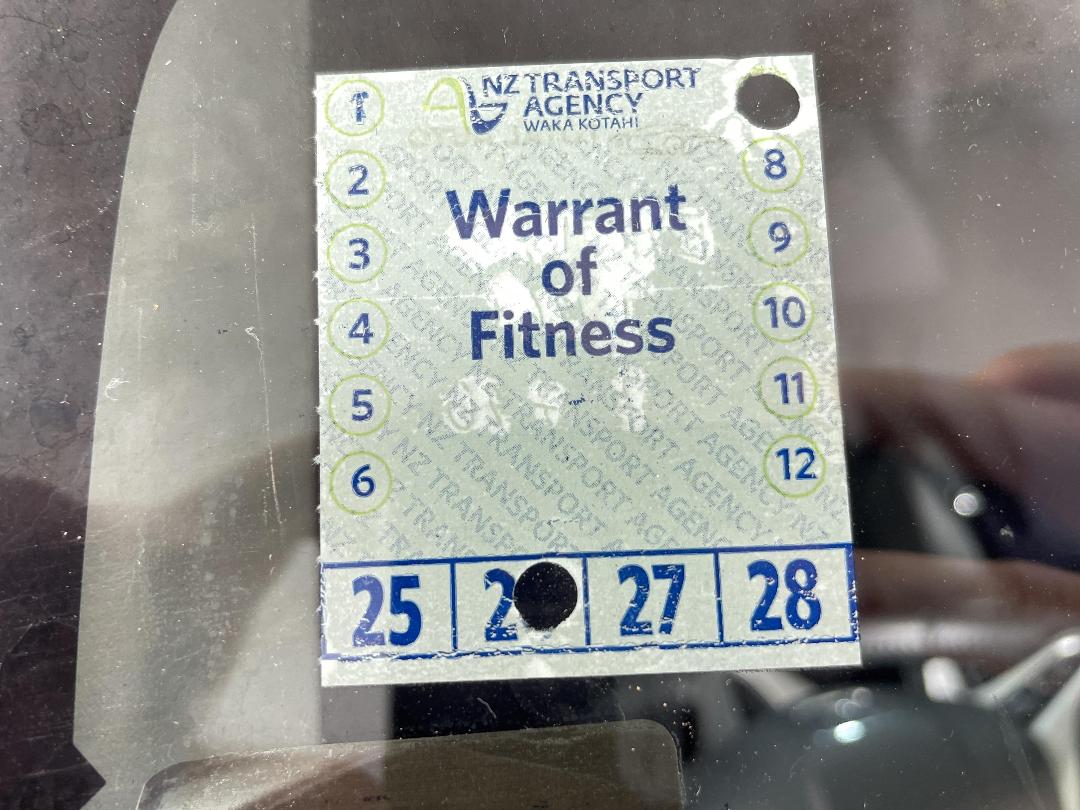 NZ TRANSPORT
AGENCY
WAKA KOTAHI
1
2
3
4
5
6
8
9
10
11
12
Warrant
of
Fitness
25
2
27
28